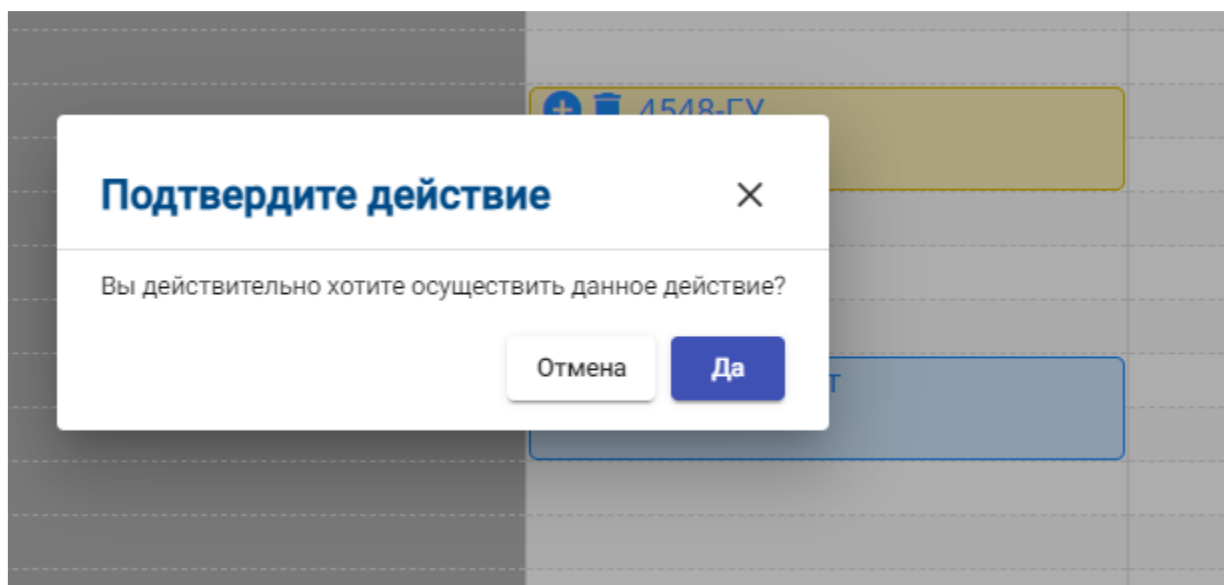 4548-ГУ
Подтвердите действие
Вы действительно хотите осуществить данное действие?
Отмена
Да
т